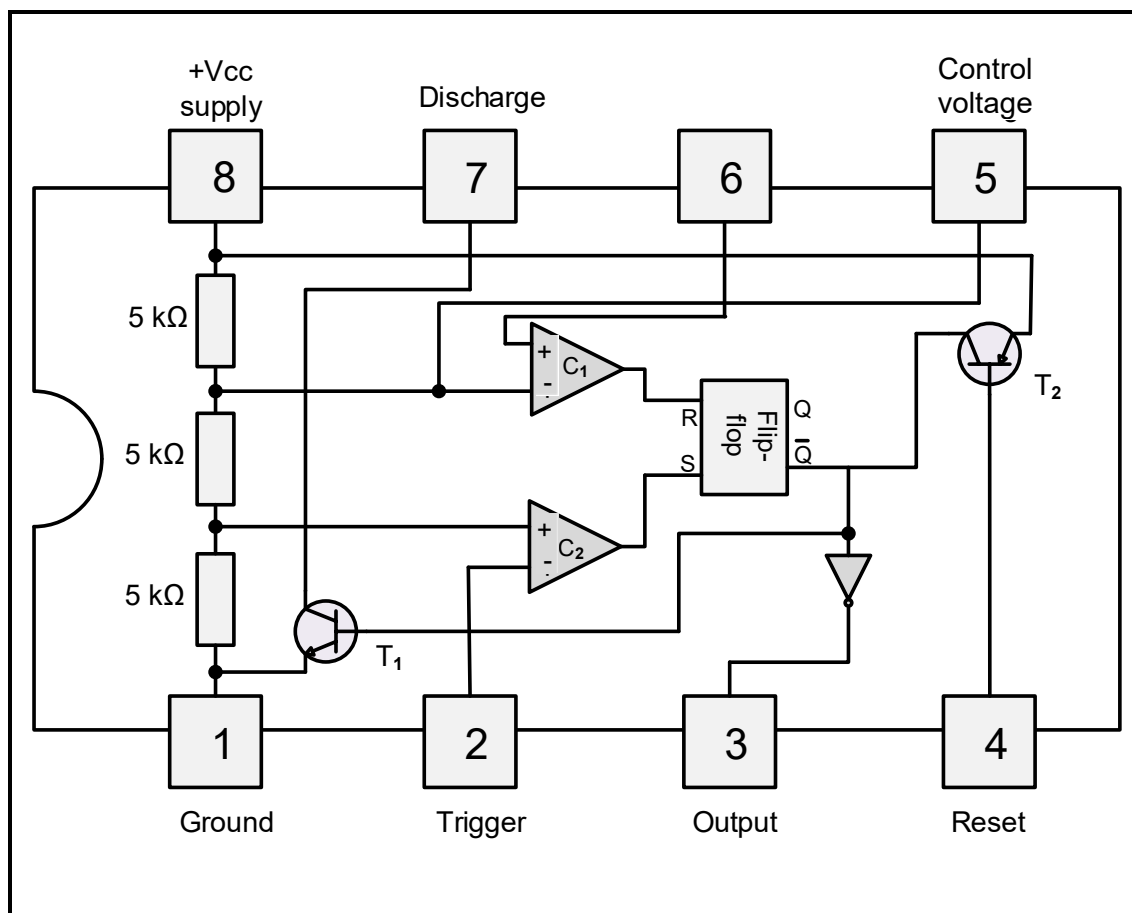 +Vcc
supply
Discharge
Control
voltage
8
7
6
5
5 kΩ
+
-
C1
T2
R
Q
Flip-
flop
5 kΩ
S
Q̅
+
-
C2
5 kΩ
T1
1
2
3
4
Ground
Trigger
Output
Reset